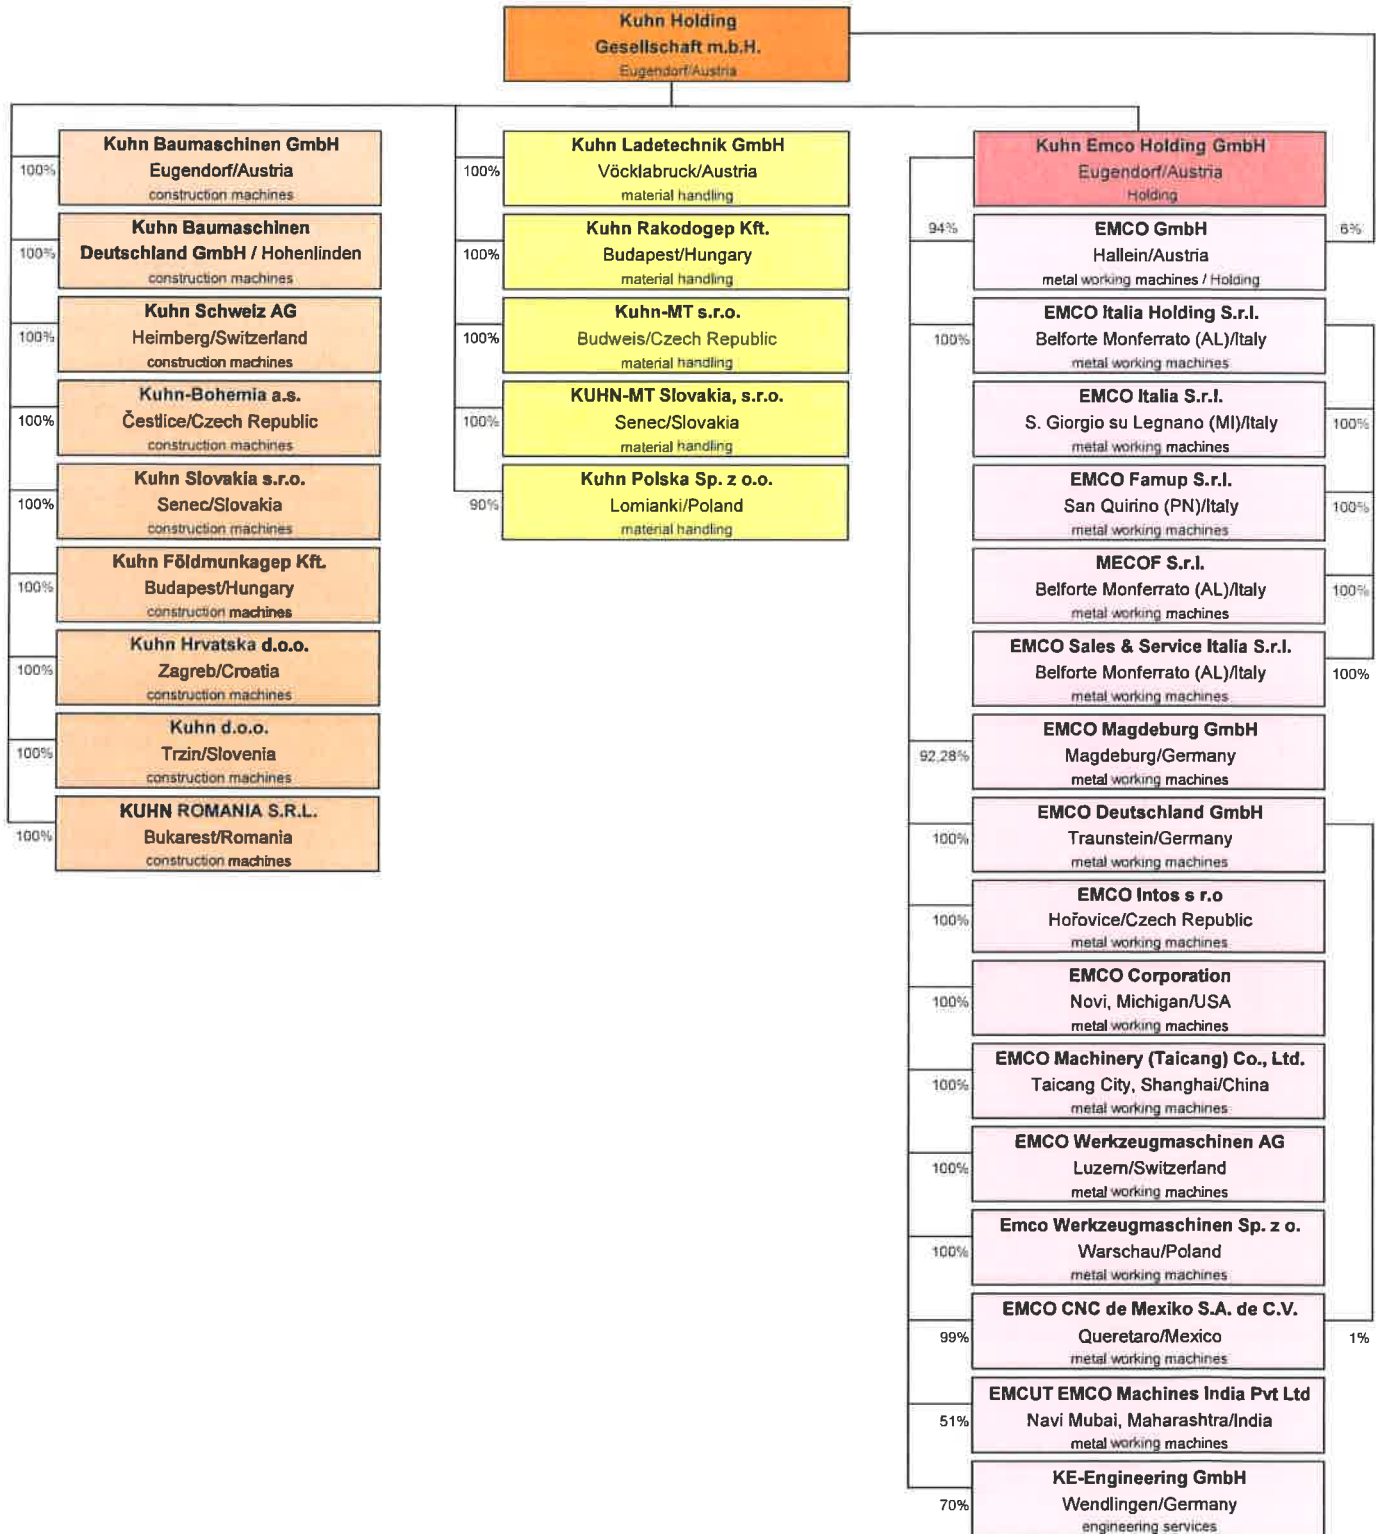 Kuhn Holding
Gesellschaft m.b.H.
Eugendorf/Austria
100%
Kuhn Baumaschinen GmbH
Eugendorf/Austria
construction machines
100%
Kuhn Baumaschinen
Deutschland GmbH / Hohenlinden
construction machines
100%
Kuhn Schweiz AG
Heimberg/Switzerland
construction machines
100%
Kuhn-Bohemia a.s.
Čestlice/Czech Republic
construction machines
100%
Kuhn Slovakia s.r.o.
Senec/Slovakia
construction machines
100%
Kuhn Földmunkagep Kft.
Budapest/Hungary
construction machines
100%
Kuhn Hrvatska d.o.o.
Zagreb/Croatia
construction machines
100%
Kuhn d.o.o.
Trzin/Slovenia
construction machines
100%
KUHN ROMANIA S.R.L.
Bukarest/Romania
construction machines
100%
Kuhn Ladetechnik GmbH
Vöcklabruck/Austria
material handling
100%
Kuhn Rakodogep Kft.
Budapest/Hungary
material handling
100%
Kuhn-MT s.r.o.
Budweis/Czech Republic
material handling
100%
KUHN-MT Slovakia, s.r.o.
Senec/Slovakia
material handling
90%
Kuhn Polska Sp. z o.o.
Lomianki/Poland
material handling
Kuhn Emco Holding GmbH
Eugendorf/Austria
Holding
94%
EMCO GmbH
6%
Hallein/Austria
metal working machines / Holding
100%
EMCO Italia Holding S.r.l.
Belforte Monferrato (AL)/Italy
metal working machines
EMCO Italia S.r.l.
S. Giorgio su Legnano (MI)/Italy
100%
metal working machines
EMCO Famup S.r.l.
San Quirino (PN)/Italy
100%
metal working machines
MECOF S.r.l.
Belforte Monferrato (AL)/Italy
100%
metal working machines
EMCO Sales & Service Italia S.r.l.
Belforte Monferrato (AL)/Italy
100%
metal working machines
92,28%
EMCO Magdeburg GmbH
Magdeburg/Germany
metal working machines
100%
EMCO Deutschland GmbH
Traunstein/Germany
metal working machines
100%
EMCO Intos s r.o
Hořovice/Czech Republic
metal working machines
100%
EMCO Corporation
Novi, Michigan/USA
metal working machines
100%
EMCO Machinery (Taicang) Co., Ltd.
Taicang City, Shanghai/China
metal working machines
100%
EMCO Werkzeugmaschinen AG
Luzern/Switzerland
metal working machines
100%
Emco Werkzeugmaschinen Sp. z o.
Warschau/Poland
metal working machines
99%
EMCO CNC de Mexiko S.A. de C.V.
Queretaro/Mexico
1%
metal working machines
51%
EMCUT EMCO Machines India Pvt Ltd
Navi Mubai, Maharashtra/India
metal working machines
70%
KE-Engineering GmbH
Wendlingen/Germany
engineering services